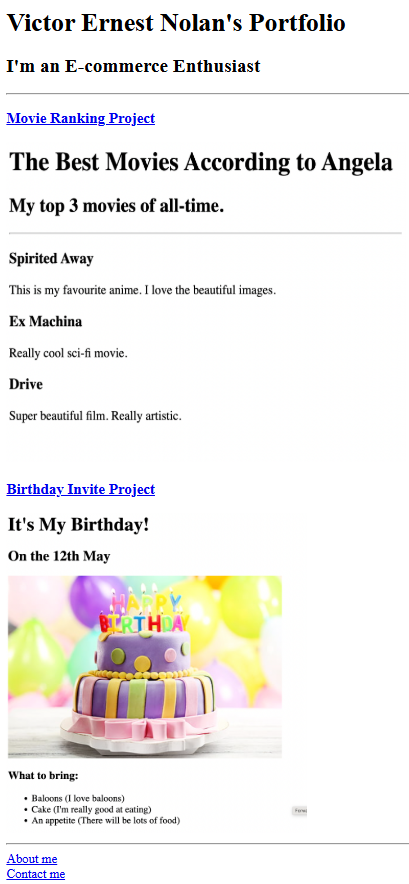 Victor Ernest Nolan's Portfolio
I'm an E-commerce Enthusiast
Movie Ranking Project
The Best Movies According to Angela
My top 3 movies of all-time.
Spirited Away
This is my favourite anime. I love the beautiful images.
Ex Machina
Really cool sci-fi movie.
Drive
Super beautiful film. Really artistic.
Birthday Invite Project
It's My Birthday!
On the 12th May
HAPPY
BIRTHDAY
What to bring:
• Baloons (I love baloons)
• Cake (I'm really good at eating)
• An appetite (There will be lots of food)
About me
Contact me